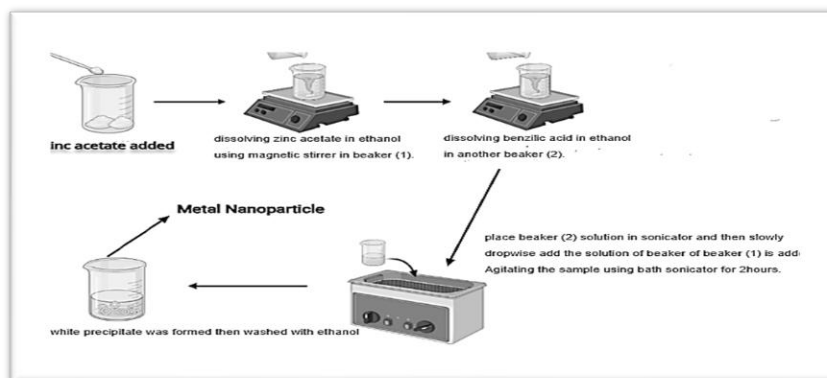 inc acetate added
dissolving zinc acetate in ethanol
using magnetic stirrer in beaker (1).
dissolving benzilic acid in ethanol
in another beaker (2).
Metal Nanoparticle
place beaker (2) solution in sonicator and then slowly
dropwise add the solution of beaker of beaker (1) is add
Agitating the sample using bath sonicator for 2hours.
white precipitate was formed then washed with ethanol